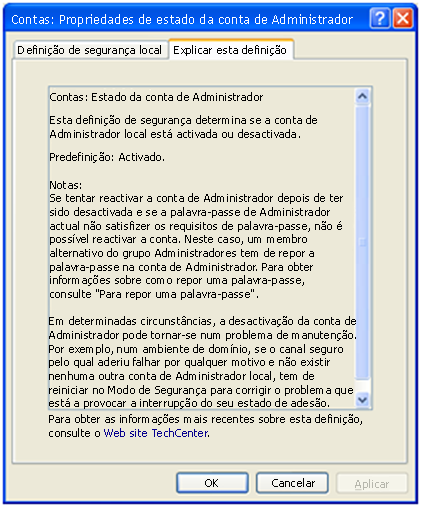 Contas: Propriedades de estado da conta de Administrador
Definição de segurança local
Explicar esta definição
Contas: Estado da conta de Administrador
Esta definição de segurança determina se a conta de
Administrador local está activada ou desactivada.
Predefinição: Activado.
Notas:
Se tentar reactivar a conta de Administrador depois de ter
sido desactivada e se a palavra-passe de Administrador
actual não satisfizer os requisitos de palavra-passe, não é
possível reactivar a conta. Neste caso, um membro
alternativo do grupo Administradores tem de repor a
palavra-passe na conta de Administrador. Para obter
informações sobre como repor uma palavra-passe,
consulte "Para repor uma palavra-passe".
Em determinadas circunstâncias, a desactivação da conta de
Administrador pode tornar-se num problema de manutenção.
Por exemplo, num ambiente de domínio, se o canal seguro
pelo qual aderiu falhar por qualquer motivo e não existir
nenhuma outra conta de Administrador local, tem de
reiniciar no Modo de Segurança para corrigir o problema que
está a provocar a interrupção do seu estado de adesão.
Para obter as informações mais recentes sobre esta definição,
consulte o Web site TechCenter.
OK
Cancelar
Aplicar